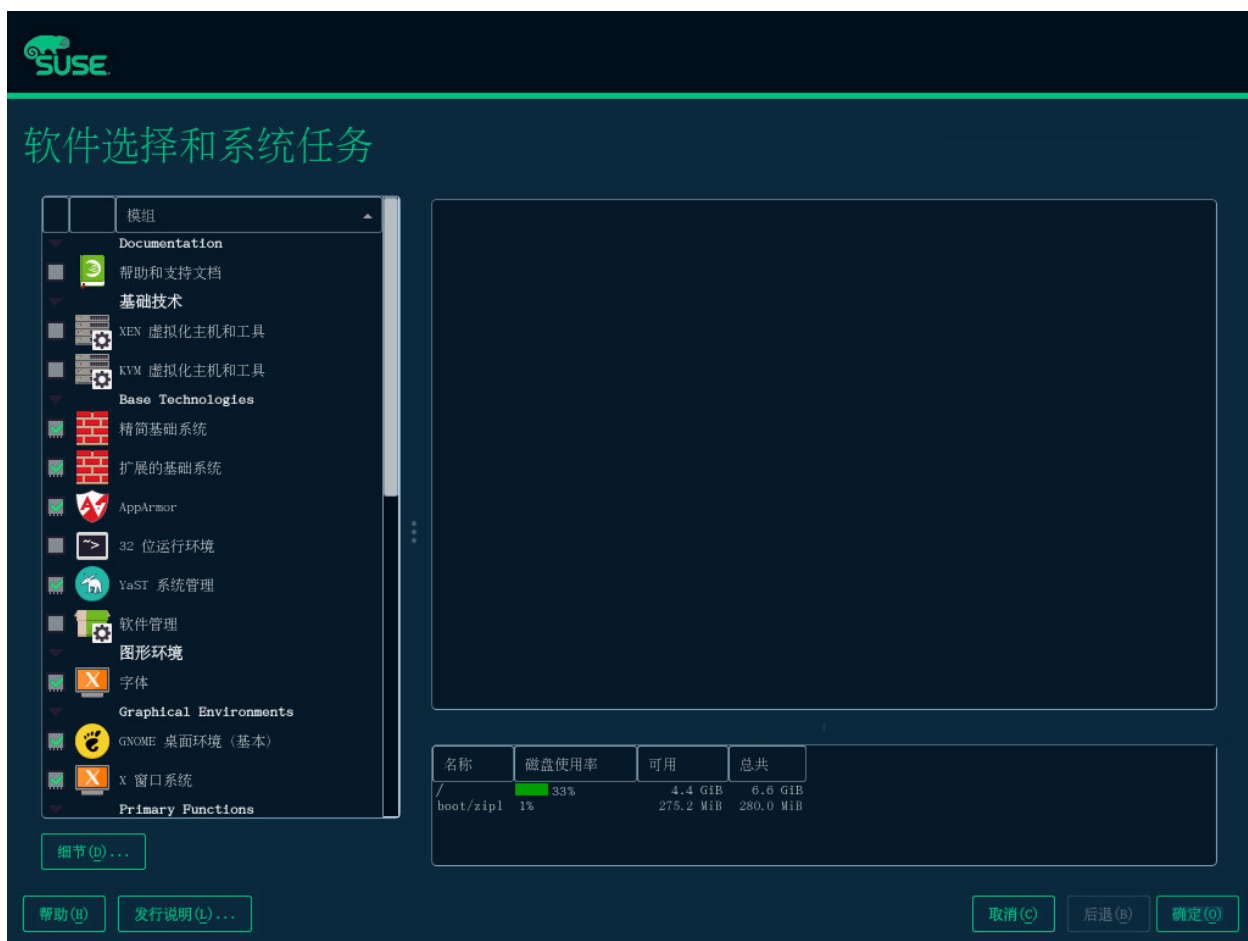 SUSE
软件选择和系统任务
模组
Documentation
帮助和支持文档
基础技术
XEN 虚拟化主机和工具
KVM 虚拟化主机和工具
Base Technologies
精简基础系统
扩展的基础系统
AppArmor
32 位运行环境
YaST 系统管理
软件管理
图形环境
字体
Graphical Environments
GNOME 桌面环境 (基本)
X 窗口系统
Primary Functions
名称 磁盘使用率 可用 总共
/ 33% 4.4 GiB 6.6 GiB
boot/zipl 1% 275.2 MiB 280.0 MiB
细节(D)...
帮助(H) 发行说明(L)... 取消(C) 后退(B) 确定(O)